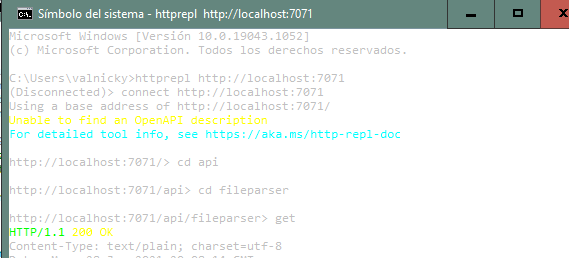 Símbolo del sistema - httprepl  http://localhost:7071
Microsoft Windows [Versión 10.0.19043.1052]
(c) Microsoft Corporation. Todos los derechos reservados.
C:\Users\valnicky>httprepl http://localhost:7071
(Disconnected)> connect http://localhost:7071
Using a base address of http://localhost:7071/
Unable to find an OpenAPI description
For detailed tool info, see https://aka.ms/http-repl-doc
http://localhost:7071/> cd api
http://localhost:7071/api> cd fileparser
http://localhost:7071/api/fileparser> get
HTTP/1.1 200 OK
Content-Type: text/plain; charset=utf-8